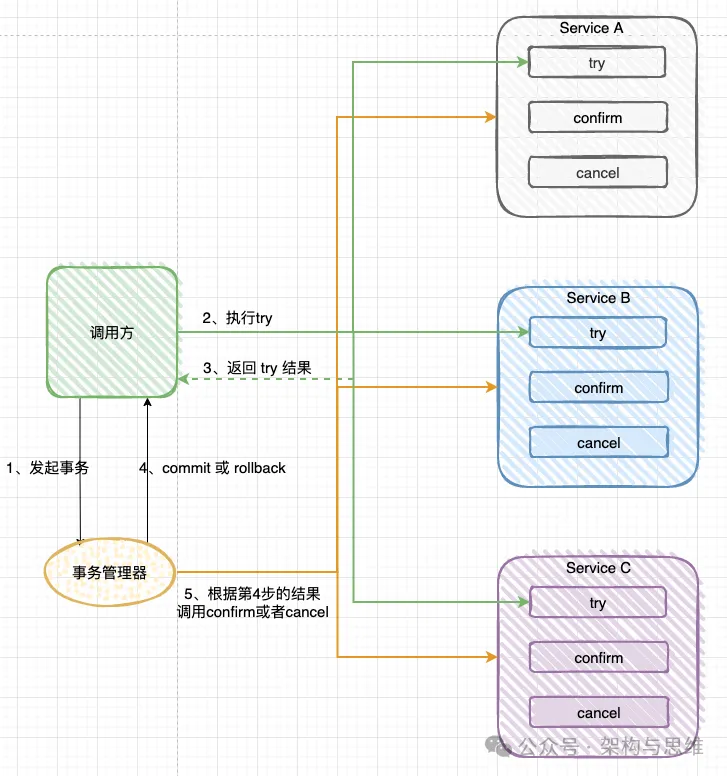 Service A
try
confirm
cancel
调用方
2、执行try
3、返回 try 结果
Service B
try
confirm
cancel
1、发起事务
4、commit 或 rollback
事务管理器
5、根据第4步的结果
调用confirm或者cancel
Service C
try
confirm
cancel
公众号 · 架构与思维